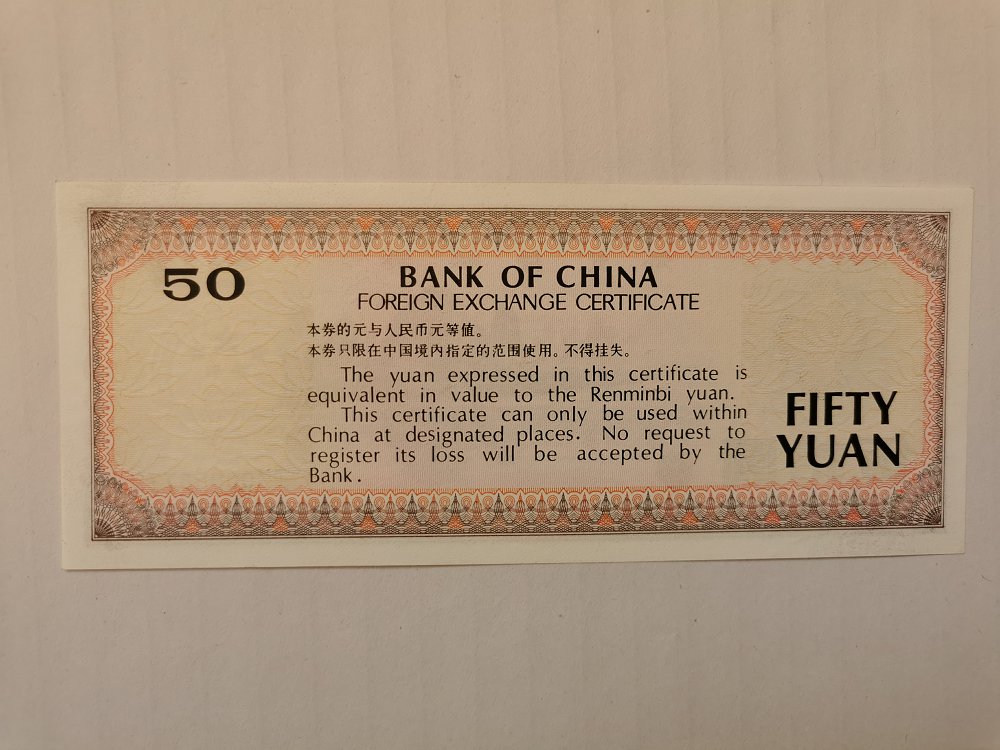 50
BANK OF CHINA
FOREIGN EXCHANGE CERTIFICATE
本券的元与人民币元等值。
本券只限在中国境内指定的范围使用。不得挂失。
The yuan expressed in this certificate is
equivalent in value to the Renminbi yuan.
This certificate can only be used within
China at designated places. No request to
register its loss will be accepted by the
Bank.
FIFTY
YUAN